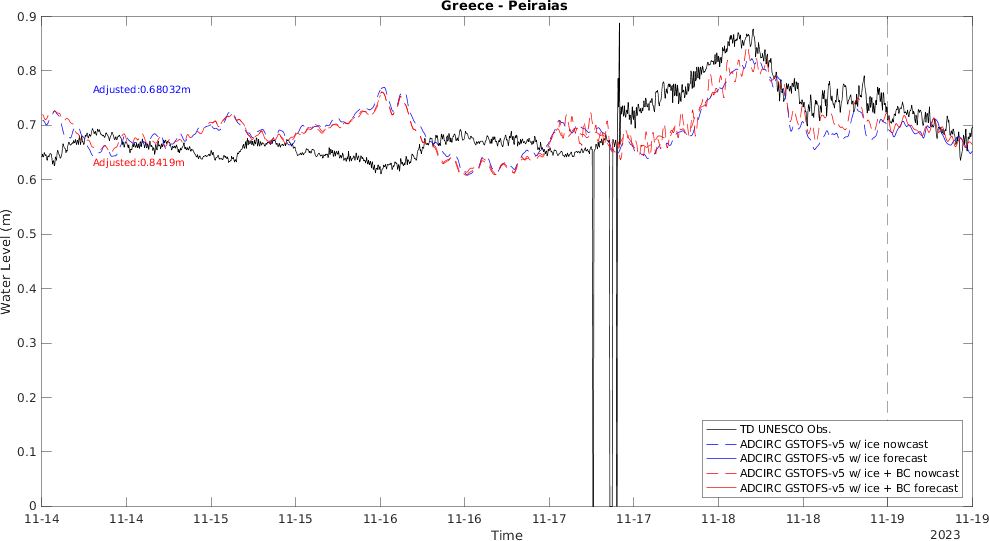 Greece - Peiraias
0.9
0.8
0.7
0.6
0.5
0.4
0.3
0.2
0.1
0
Water Level (m)
Adjusted:0.68032m
Adjusted:0.8419m
TD UNESCO Obs.
ADCIRC GSTOFS-v5 w/ ice nowcast
ADCIRC GSTOFS-v5 w/ ice forecast
ADCIRC GSTOFS-v5 w/ ice + BC nowcast
ADCIRC GSTOFS-v5 w/ ice + BC forecast
11-14 11-14 11-15 11-15 11-16 11-16 11-17 11-17 11-18 11-18 11-19 11-19
Time
2023